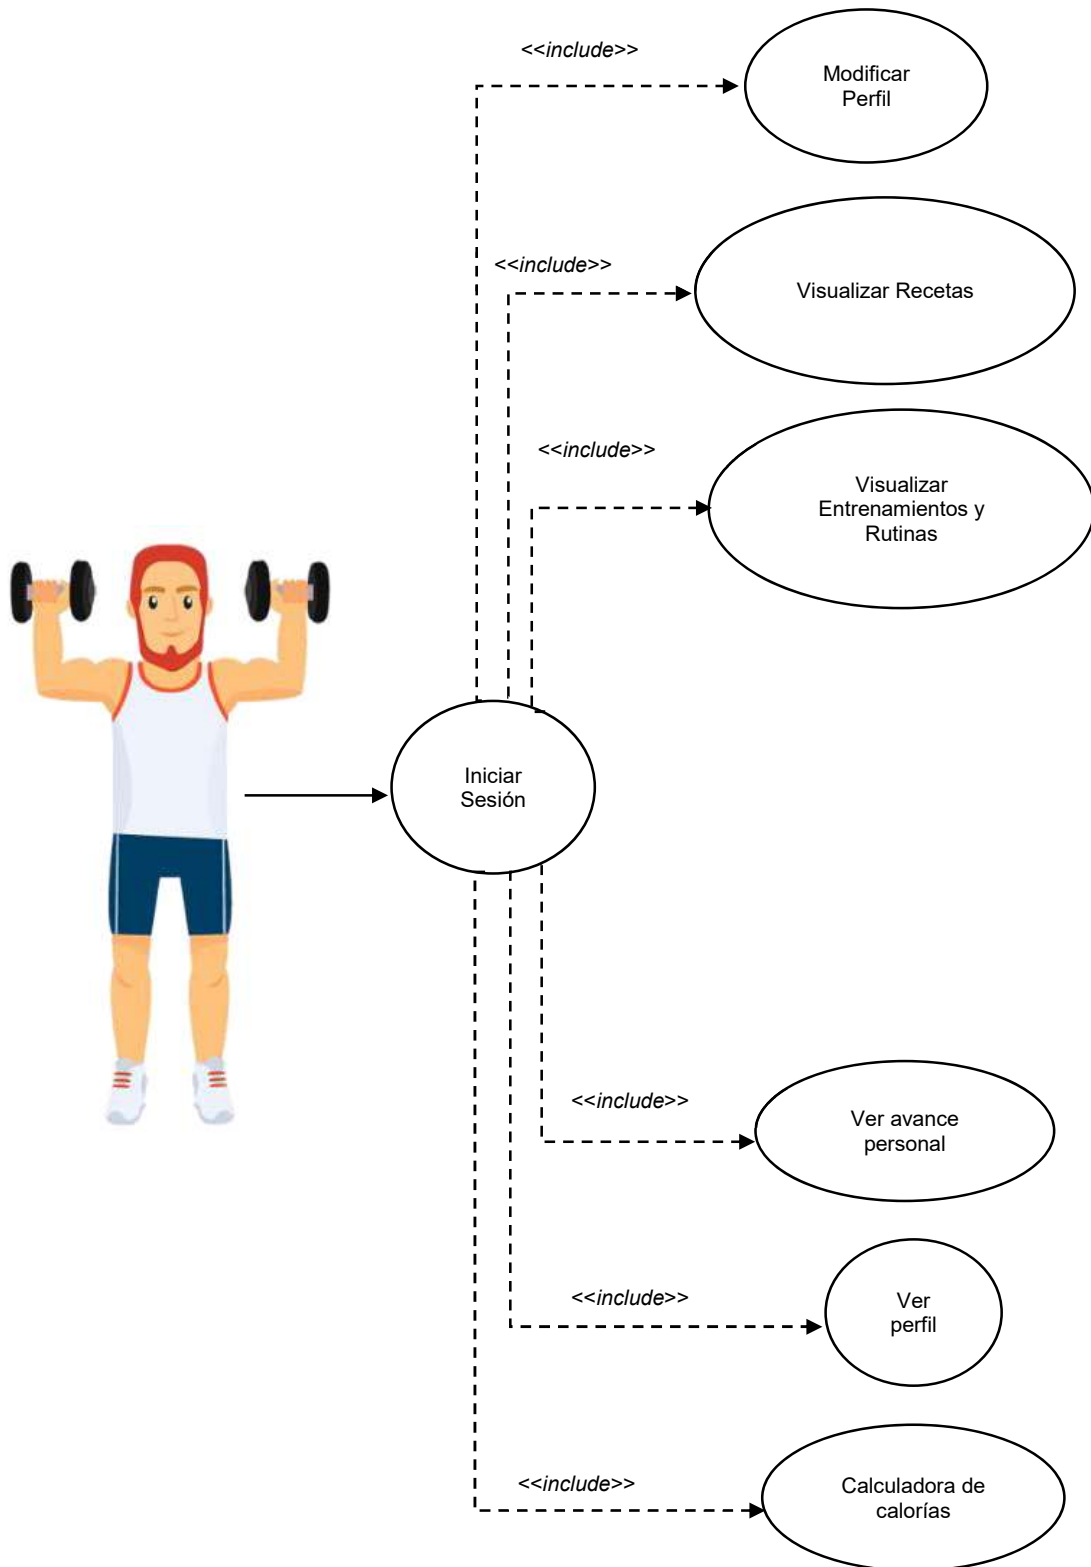 <<include>>
Modificar
Perfil
<<include>>
Visualizar Recetas
<<include>>
Visualizar
Entrenamientos y
Rutinas
Iniciar
Sesión
<<include>>
Ver avance
personal
<<include>>
Ver
perfil
<<include>>
Calculadora de
calorías